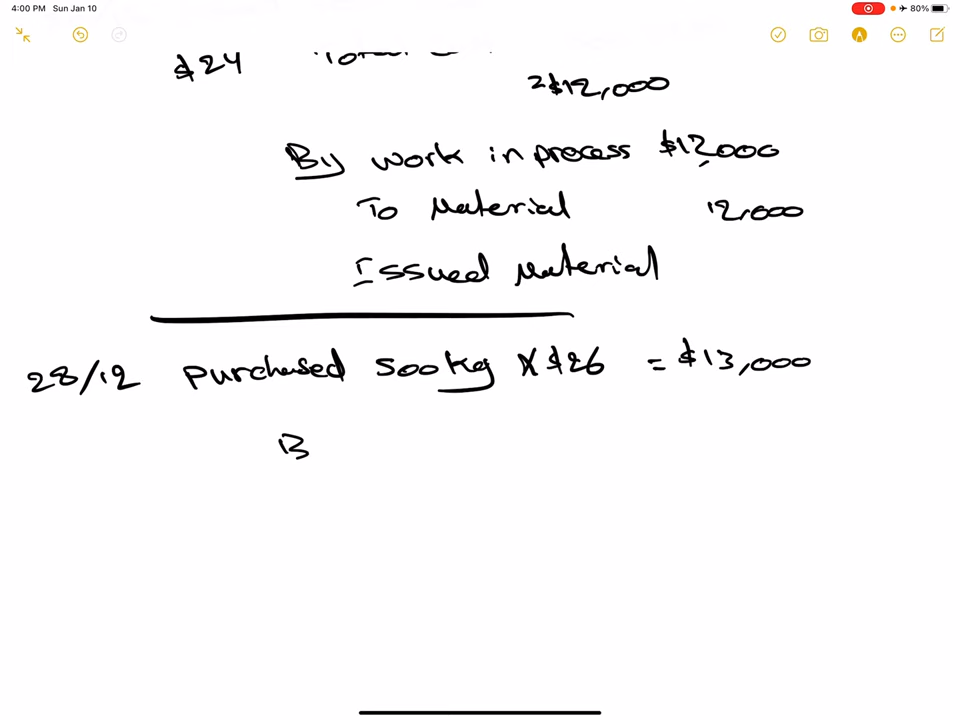 4:00 PM Sun Jan 10
80%
$24
=$12,000
By work in process $12,000
To Material 12,000
Issued Material
28/12 purchased 500kg X $26 = $13,000
B